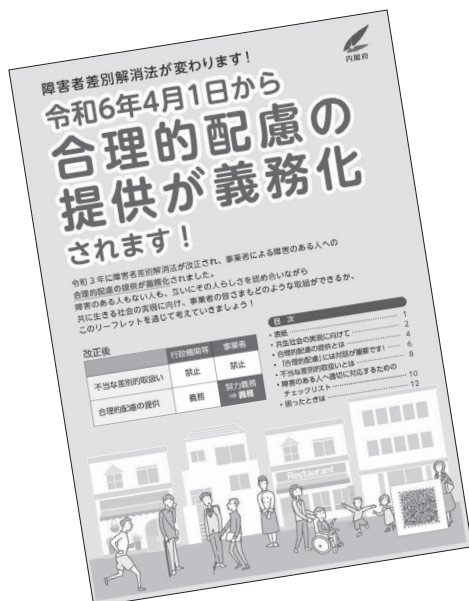 障害者差別解消法が変わります!
内閣府
令和6年4月1日から
合理的配慮の
提供が義務化
されます!
令和3年に障害者差別解消法が改正され、事業者による障害のある人への
合理的配慮の提供が義務化されました。
障害のある人もない人も、互いにその人らしさを認め合いながら
共に生きる社会の実現に向け、事業者の皆さまもどのような取組ができるか、
このリーフレットを通じて考えていきましょう!
改正後
行政機関等 事業者
不当な差別的取扱い 禁止 禁止
合理的配慮の提供 義務 努力義務
⇒義務
目 次
・表紙 1
・共生社会の実現に向けて 2
・合理的配慮の提供とは 4
・「合理的配慮」には対話が重要です! 6
・不当な差別的取扱いとは 8
・障害のある人へ適切に対応するための
チェックリスト 10
・困ったときは 12
Restaurant